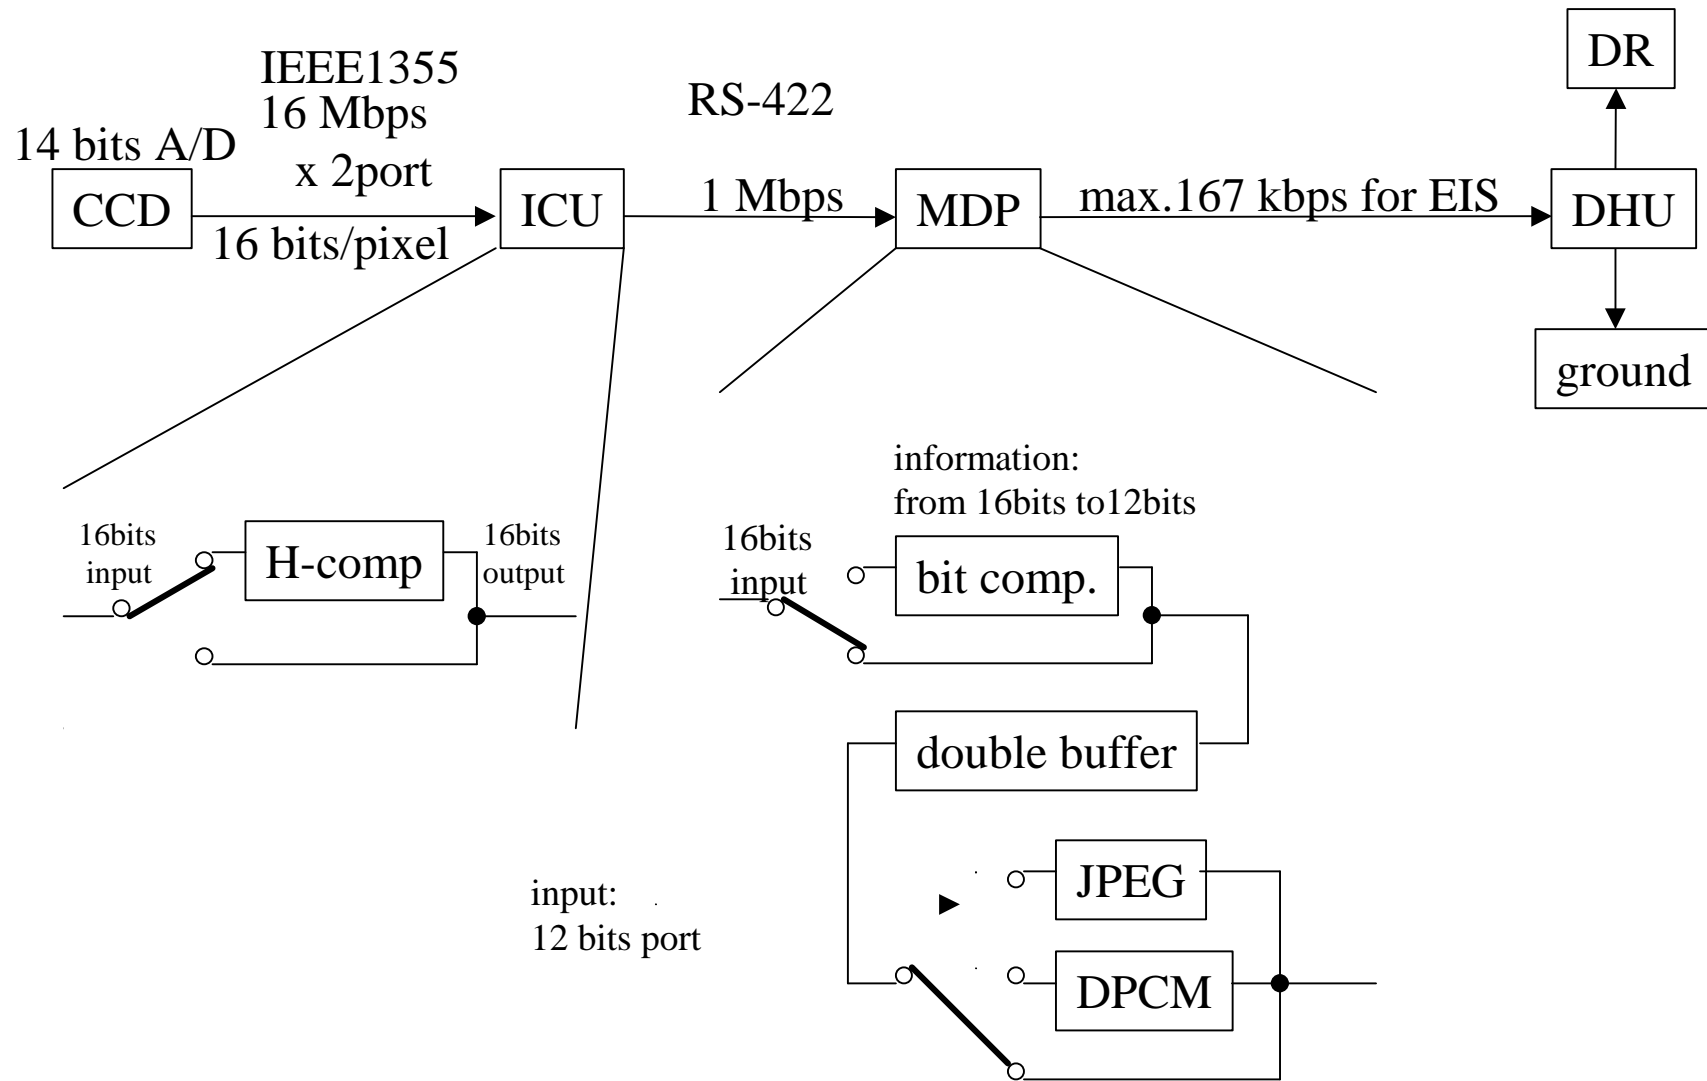 DR
IEEE1355
16 Mbps
x 2port
RS-422
14 bits A/D
CCD
16 bits/pixel
ICU
1 Mbps
MDP
max.167 kbps for EIS
DHU
ground
information:
from 16bits to12bits
16bits
input
H-comp
16bits
output
16bits
input
bit comp.
double buffer
input:
12 bits port
JPEG
DPCM